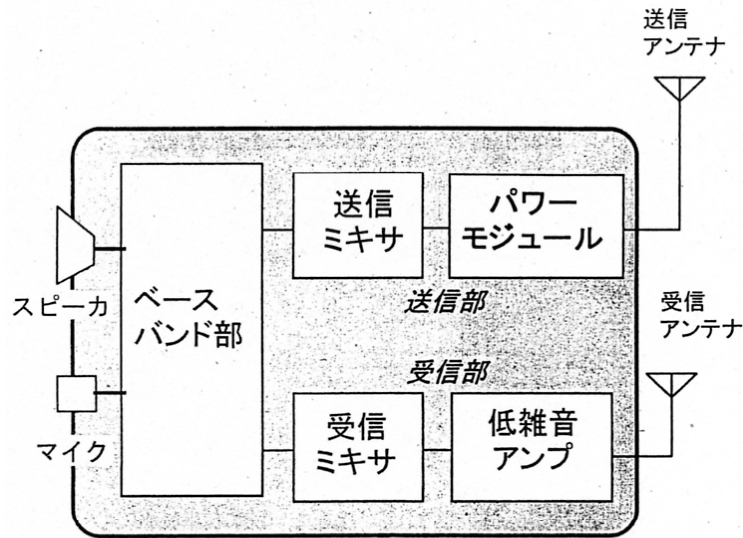 送信
アンテナ
送信
ミキサ
パワー
モジュール
スピーカ
ベース
バンド部
送信部
受信
アンテナ
受信部
マイク
受信
ミキサ
低雑音
アンプ